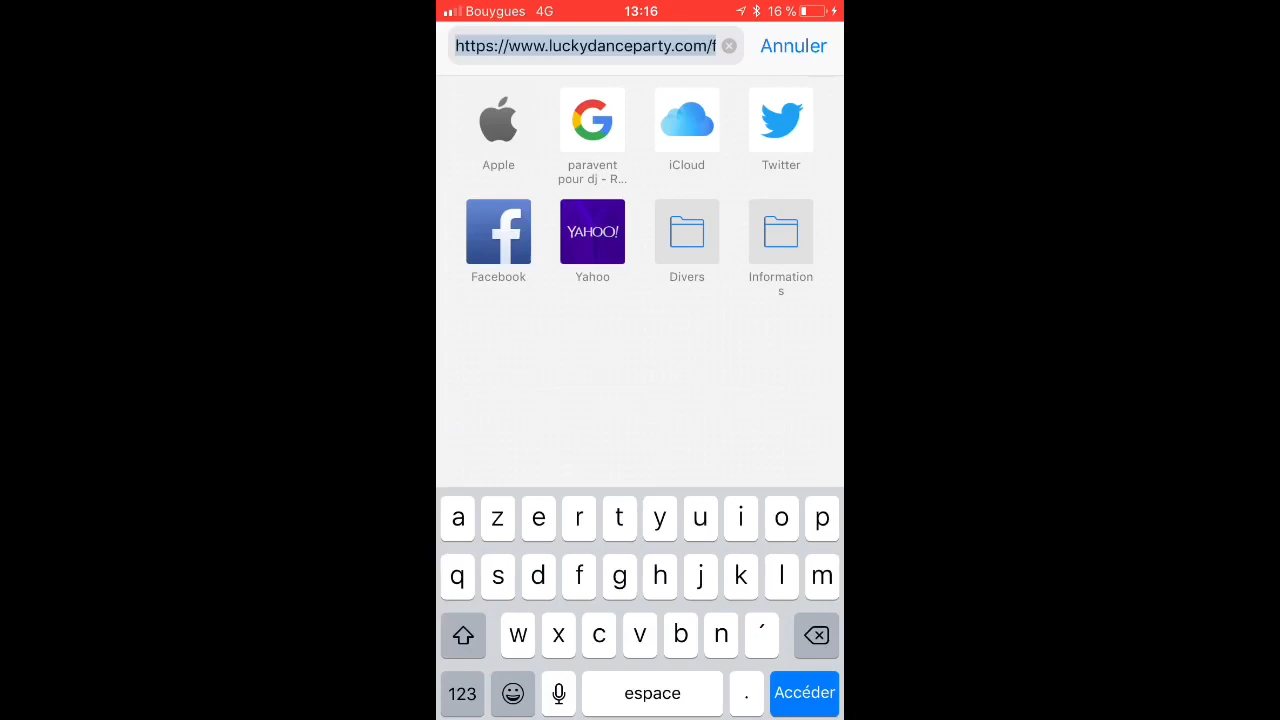 Bouygues 4G 13:16 16 %
https://www.luckydanceparty.com/f Annuler
Apple
paravent
pour dj - R...
iCloud
Twitter
YAHOO!
Facebook
Yahoo
Divers
Information
s
a z e r t y u i o p
q s d f g h j k l m
w x c v b n ´
123 espace . Accéder